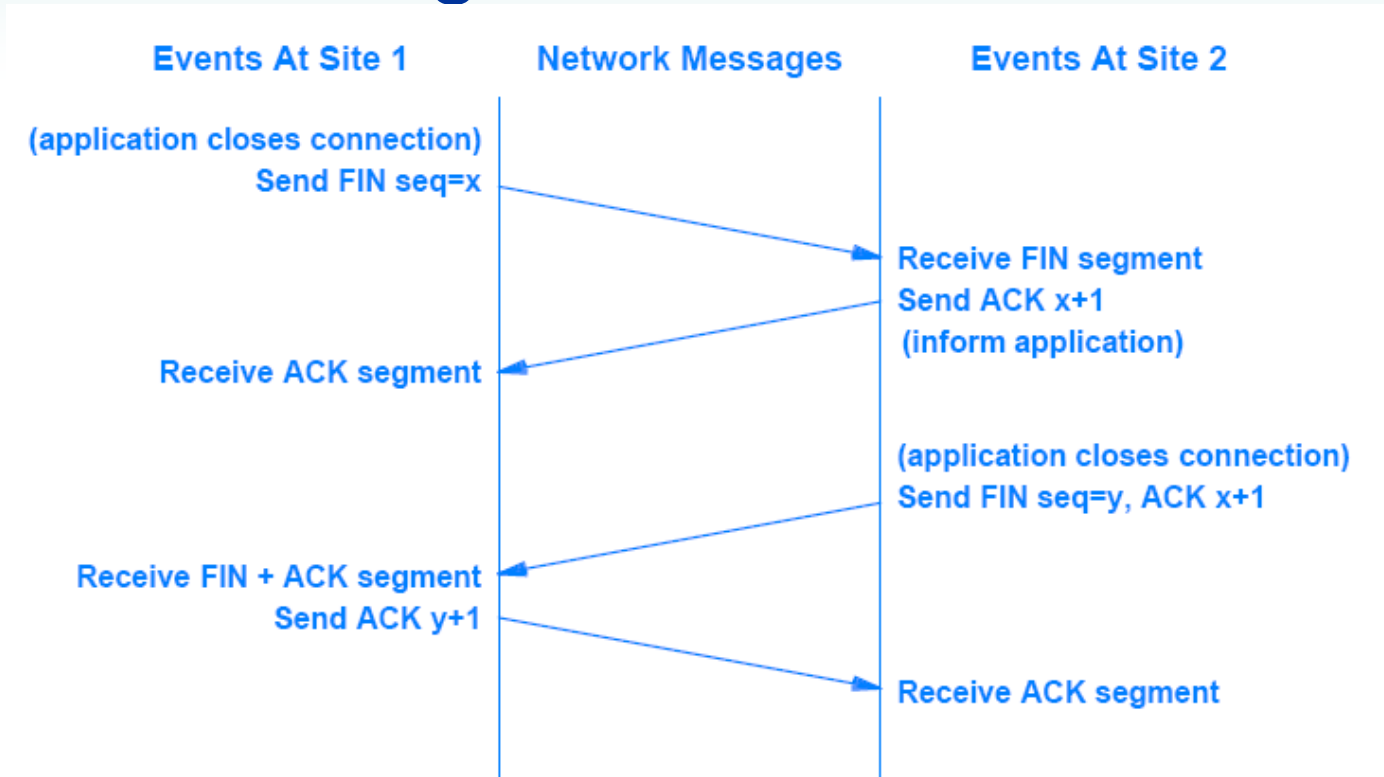 Events At Site 1
Network Messages
Events At Site 2
(application closes connection)
Send FIN seq=x
Receive FIN segment
Send ACK x+1
(inform application)
Receive ACK segment
(application closes connection)
Send FIN seq=y, ACK x+1
Receive FIN + ACK segment
Send ACK y+1
Receive ACK segment